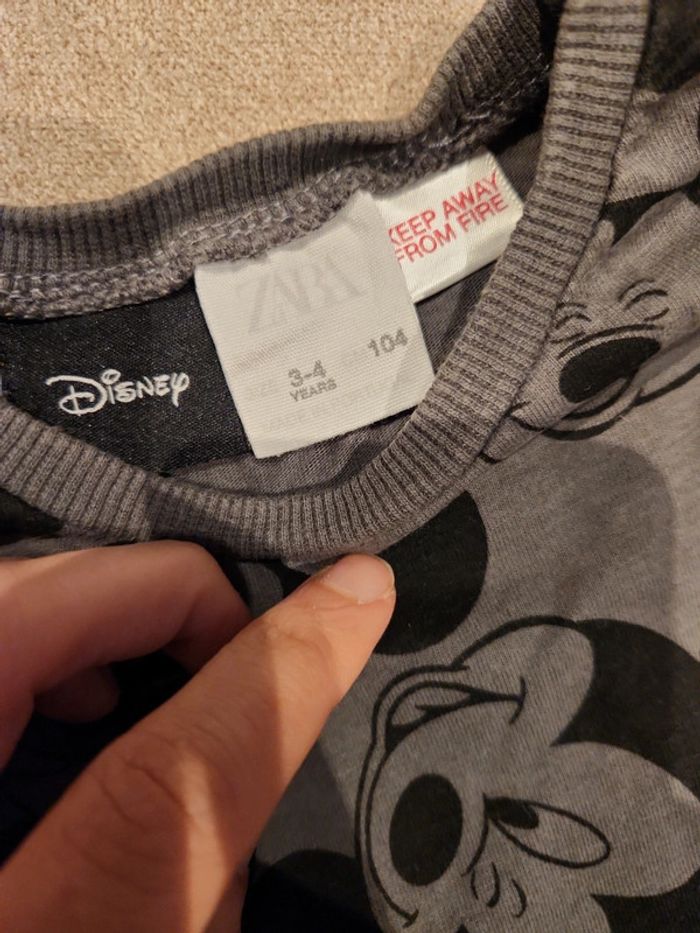 KEEP AWAY
FROM FIRE
ZARA
3-4
YEARS
104
DISNEY